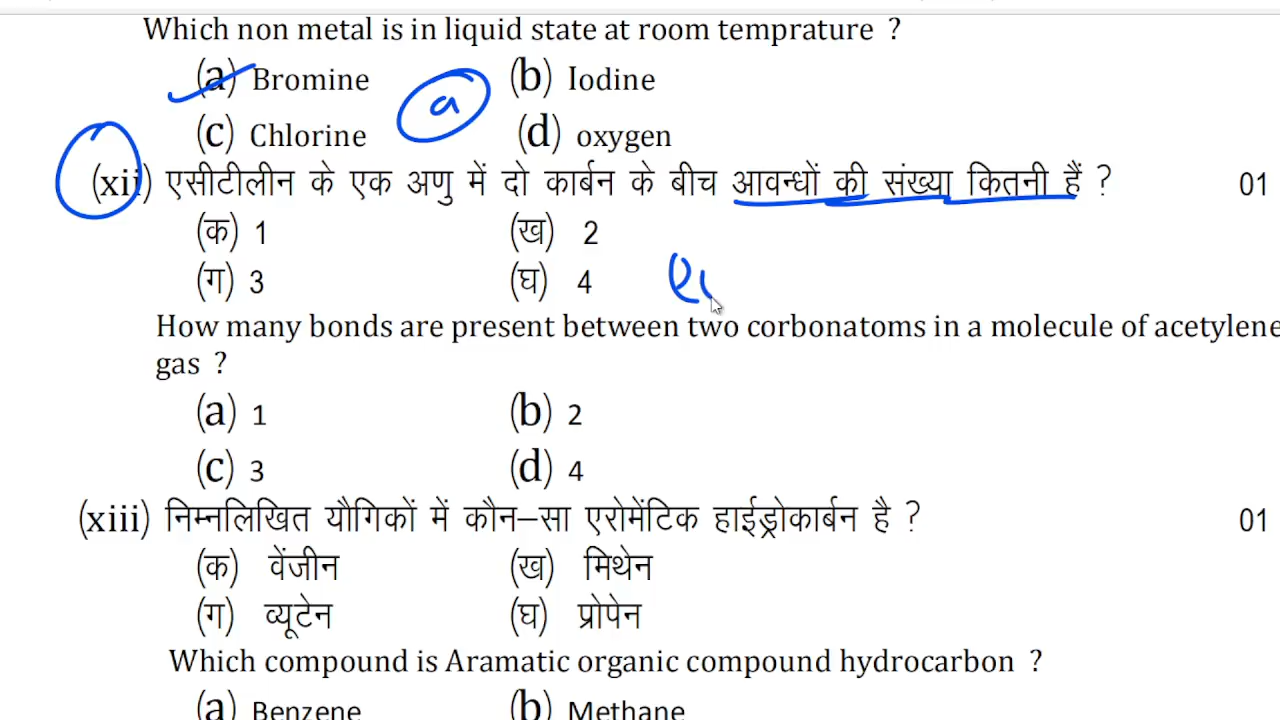 Which non metal is in liquid state at room temprature ?
(a) Bromine (b) Iodine
a
(c) Chlorine (d) oxygen
(xii) एसीटीलीन के एक अणु में दो कार्बन के बीच आवन्धों की संख्या कितनी हैं ? 01
(क) 1 (ख) 2
(ग) 3 (घ) 4
How many bonds are present between two corbonatoms in a molecule of acetylene
gas ?
(a) 1 (b) 2
(c) 3 (d) 4
(xiii) निम्नलिखित यौगिकों में कौन–सा एरोमेंटिक हाईड्रोकार्बन है ? 01
(क) वेंजीन (ख) मिथेन
(ग) व्यूटेन (घ) प्रोपेन
Which compound is Aramatic organic compound hydrocarbon ?
(a) Benzene (b) Methane